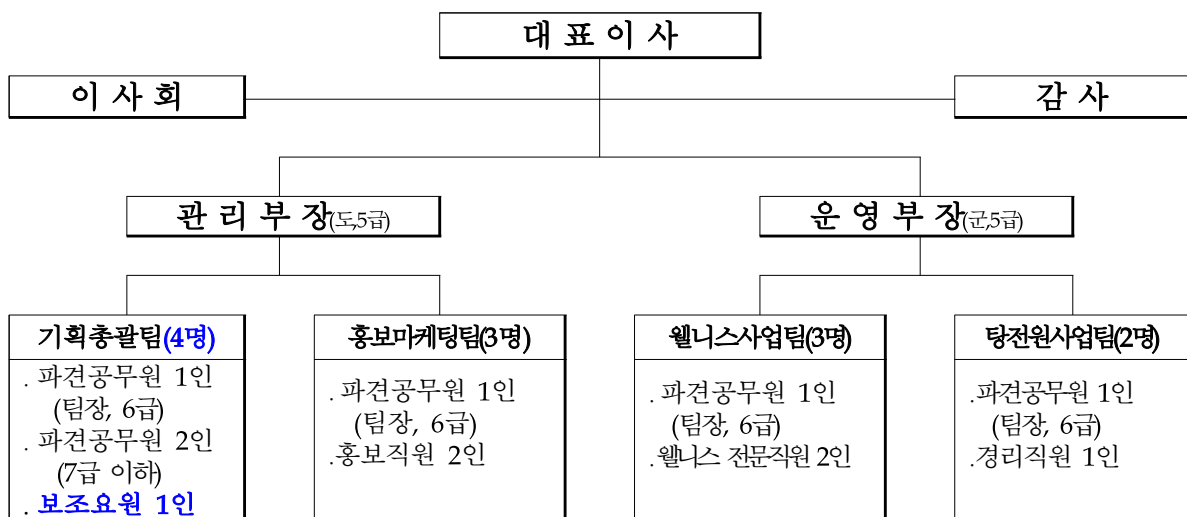 대 표 이 사
이 사 회
감 사
관 리 부 장(도,5급)
운 영 부 장(군,5급)
기획총괄팀(4명)
. 파견공무원 1인
(팀장, 6급)
. 파견공무원 2인
(7급 이하)
. 보조요원 1인
홍보마케팅팀(3명)
. 파견공무원 1인
(팀장, 6급)
.홍보직원 2인
웰니스사업팀(3명)
. 파견공무원 1인
(팀장, 6급)
.웰니스 전문직원 2인
탕전원사업팀(2명)
.파견공무원 1인
(팀장, 6급)
.경리직원 1인